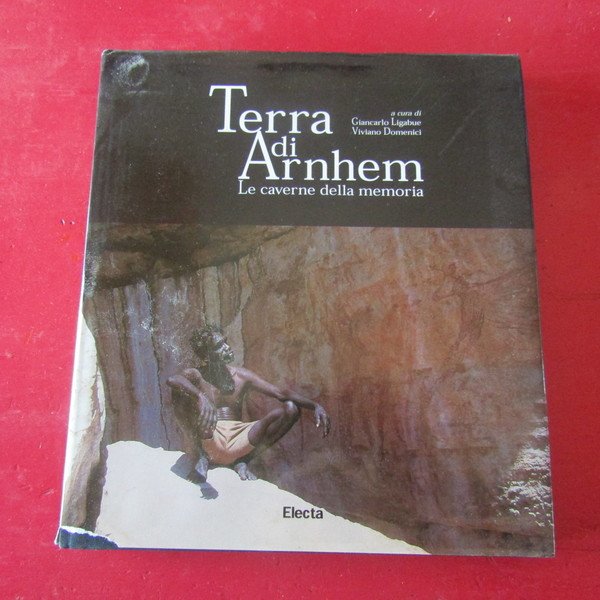 Terra
di
Arnhem
Le caverne della memoria
a cura di
Giancarlo Ligabue
Viviano Domenici
Electa